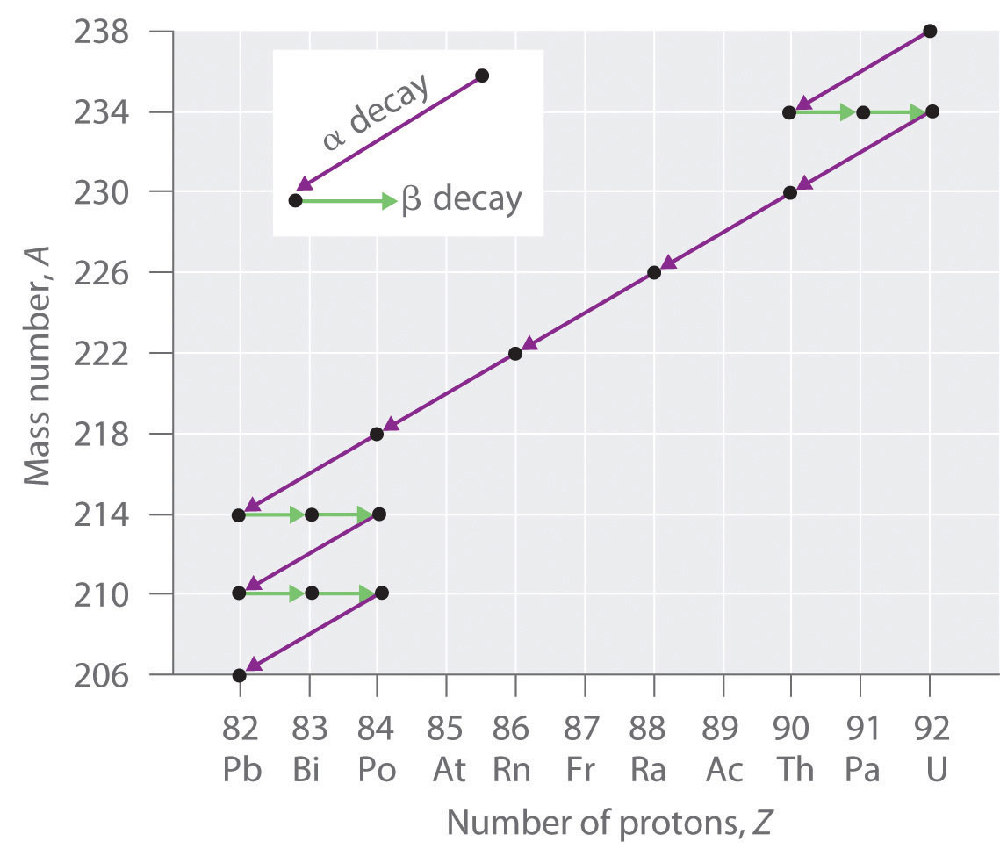 238
α decay
234
β decay
230
226
222
218
214
210
206
Mass number, A
82 83 84 85 86 87 88 89 90 91 92
Pb Bi Po At Rn Fr Ra Ac Th Pa U
Number of protons, Z